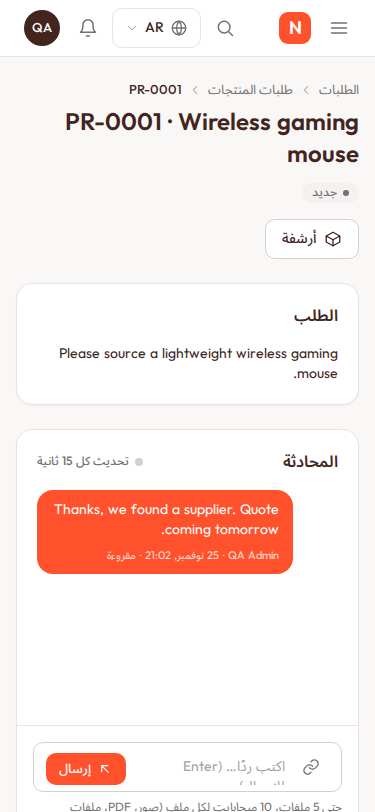 N AR QA
الطلبات > طلبات المنتجات > PR-0001
PR-0001 · Wireless gaming
mouse
جديد
أرشفة
الطلب
Please source a lightweight wireless gaming
mouse.
المحادثة
تحديث كل 15 ثانية
Thanks, we found a supplier. Quote
coming tomorrow.
QA Admin · 25 نوفمبر, 21:02 · مقروءة
اكتب ردًا... (Enter
إرسال
حتى 5 ملفات، 10 ميجابايت لكل ملف (صور, PDF، ملفات